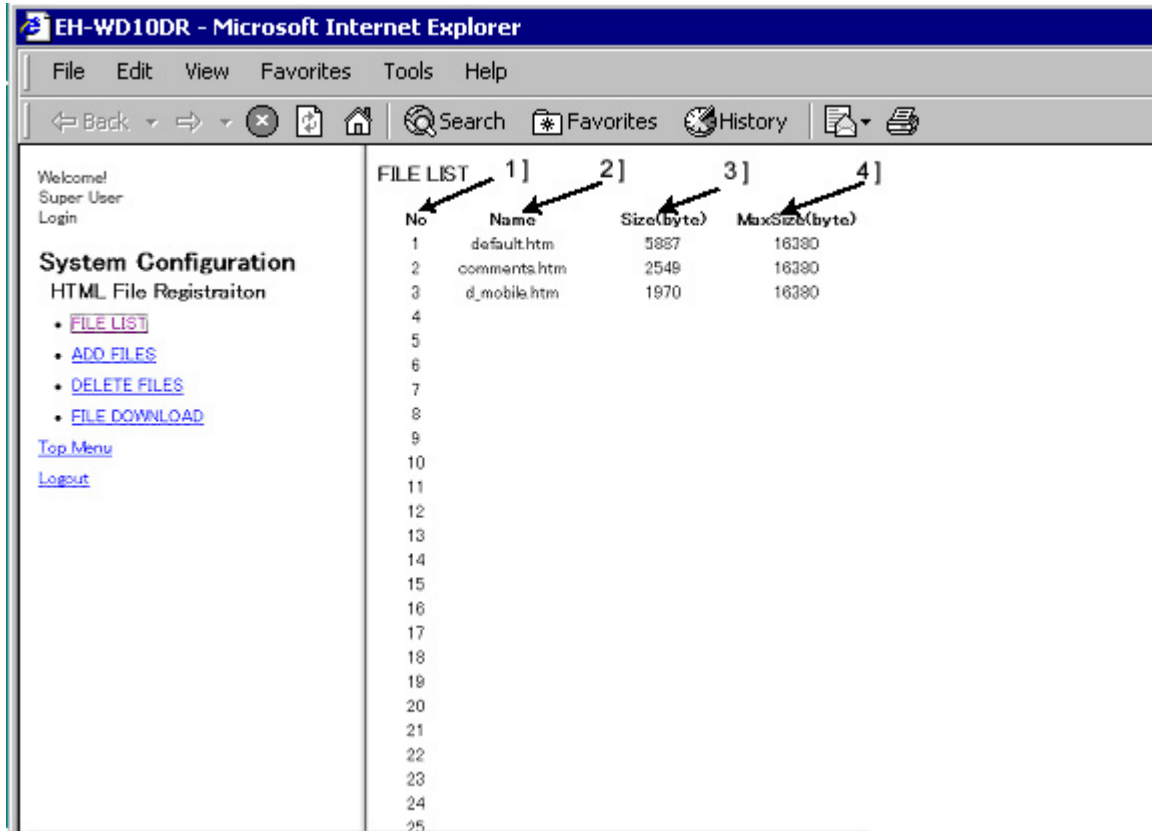 EH-WD10DR - Microsoft Internet Explorer
File Edit View Favorites Tools Help
Back Search Favorites History
Welcome!
Super User
Login
System Configuration
HTML File Registraiton
FILE LIST
ADD FILES
DELETE FILES
FILE DOWNLOAD
Top Menu
Logout
FILE LIST 1] 2] 3] 4]
No Name Size(byte) MaxSize(byte)
1 default.htm 5887 16380
2 comments.htm 2549 16380
3 d_mobile.htm 1970 16380
4
5
6
7
8
9
10
11
12
13
14
15
16
17
18
19
20
21
22
23
24
25